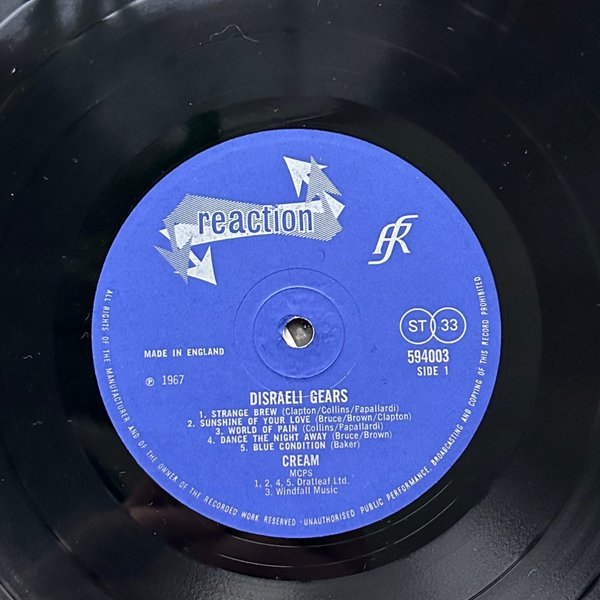 reaction
R
ST 33
MADE IN ENGLAND
594003
SIDE 1
℗ 1967
DISRAELI GEARS
1. STRANGE BREW (Clapton/Collins/Papallardi)
2. SUNSHINE OF YOUR LOVE (Bruce/Brown/Clapton)
3. WORLD OF PAIN (Collins/Papallardi)
4. DANCE THE NIGHT AWAY (Bruce/Brown)
5. BLUE CONDITION (Baker)
CREAM
MCPS
1, 2, 4, 5. Dratleaf Ltd.
3. Windfall Music
ALL RIGHTS OF THE MANUFACTURER AND OF THE OWNER OF THE RECORDED WORK RESERVED · UNAUTHORISED PUBLIC PERFORMANCE, BROADCASTING AND COPYING OF THIS RECORD PROHIBITED